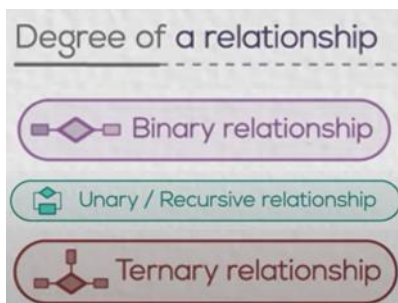 Degree of a relationship
Binary relationship
Unary / Recursive relationship
Ternary relationship